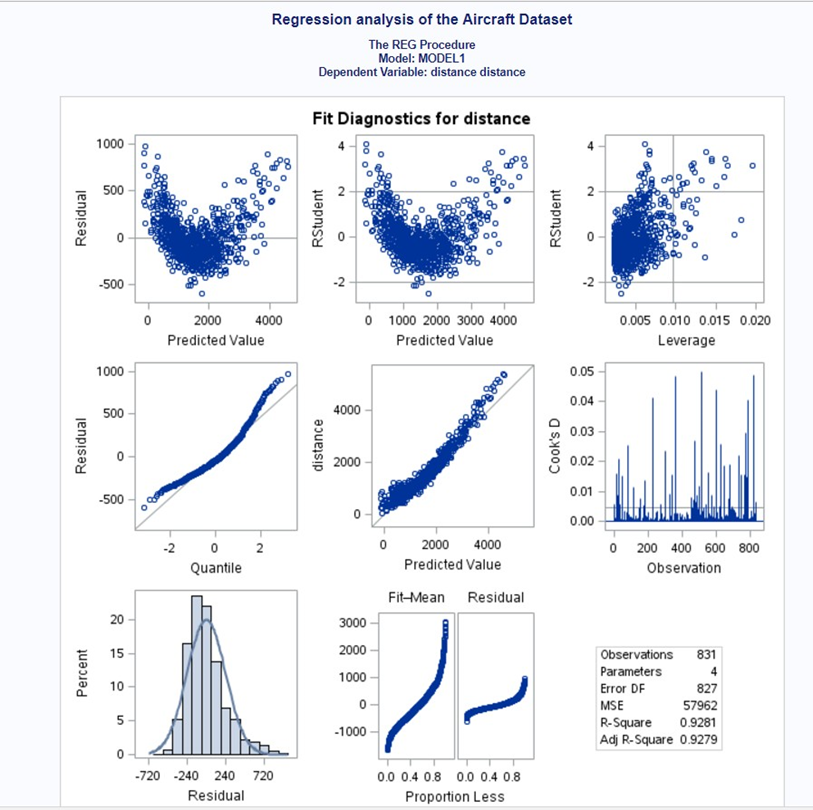 Regression analysis of the Aircraft Dataset
The REG Procedure
Model: MODEL1
Dependent Variable: distance distance
Fit Diagnostics for distance
Residual
1000
500
0
-500
0 2000 4000
Predicted Value
RStudent
4
2
0
-2
0 1000 2000 3000 4000
Predicted Value
RStudent
4
2
0
-2
0.005 0.010 0.015 0.020
Leverage
Residual
1000
500
0
-500
-2 0 2
Quantile
distance
4000
2000
0
0 2000 4000
Predicted Value
Cook's D
0.05
0.04
0.03
0.02
0.01
0.00
0 200 400 600 800
Observation
Percent
20
15
10
5
0
-720 -240 240 720
Residual
Fit–Mean Residual
3000
2000
1000
0
-1000
0.0 0.4 0.8 0.0 0.4 0.8
Proportion Less
Observations 831
Parameters 4
Error DF 827
MSE 57962
R-Square 0.9281
Adj R-Square 0.9279